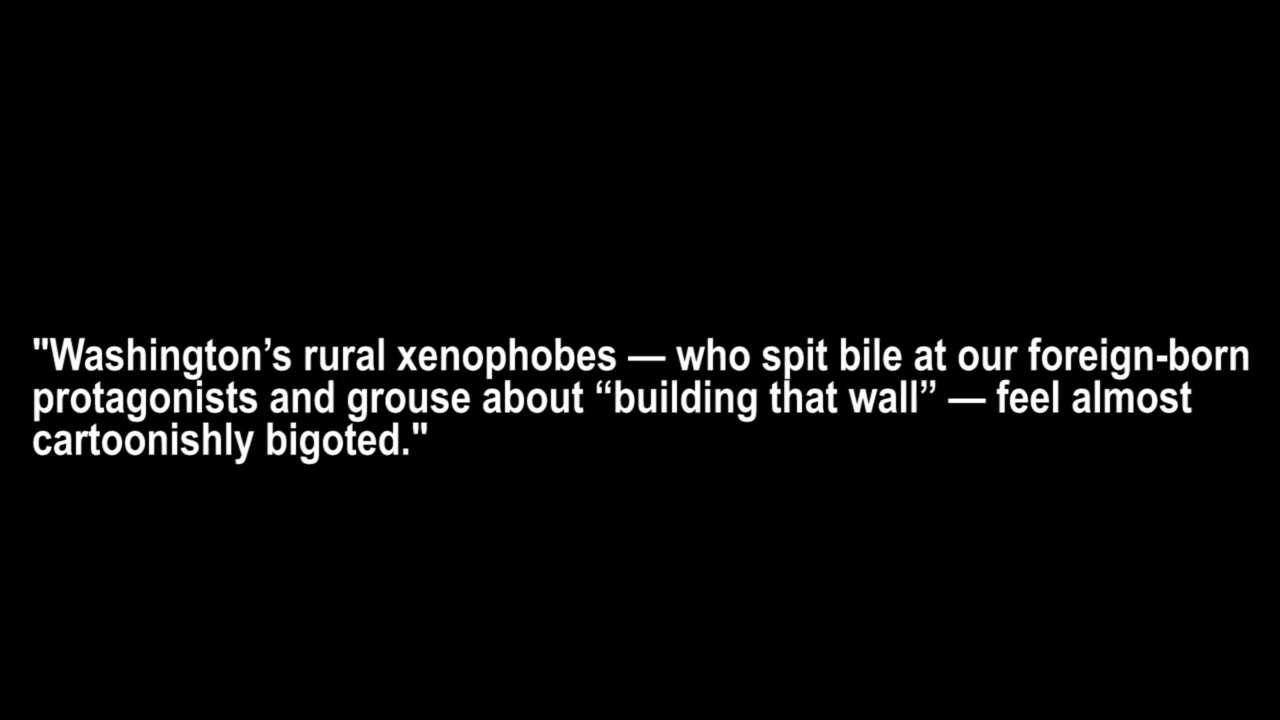 "Washington’s rural xenophobes — who spit bile at our foreign-born
protagonists and grouse about “building that wall” — feel almost
cartoonishly bigoted."